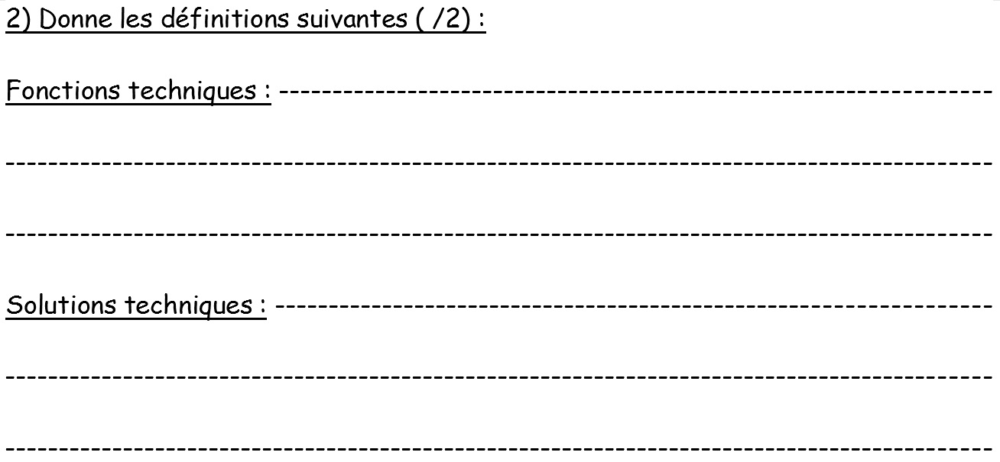 2) Donne les définitions suivantes ( /2) :
Fonctions techniques : -------------------------------------------------------------------
---------------------------------------------------------------------------------------------
---------------------------------------------------------------------------------------------
Solutions techniques : --------------------------------------------------------------------
---------------------------------------------------------------------------------------------
---------------------------------------------------------------------------------------------